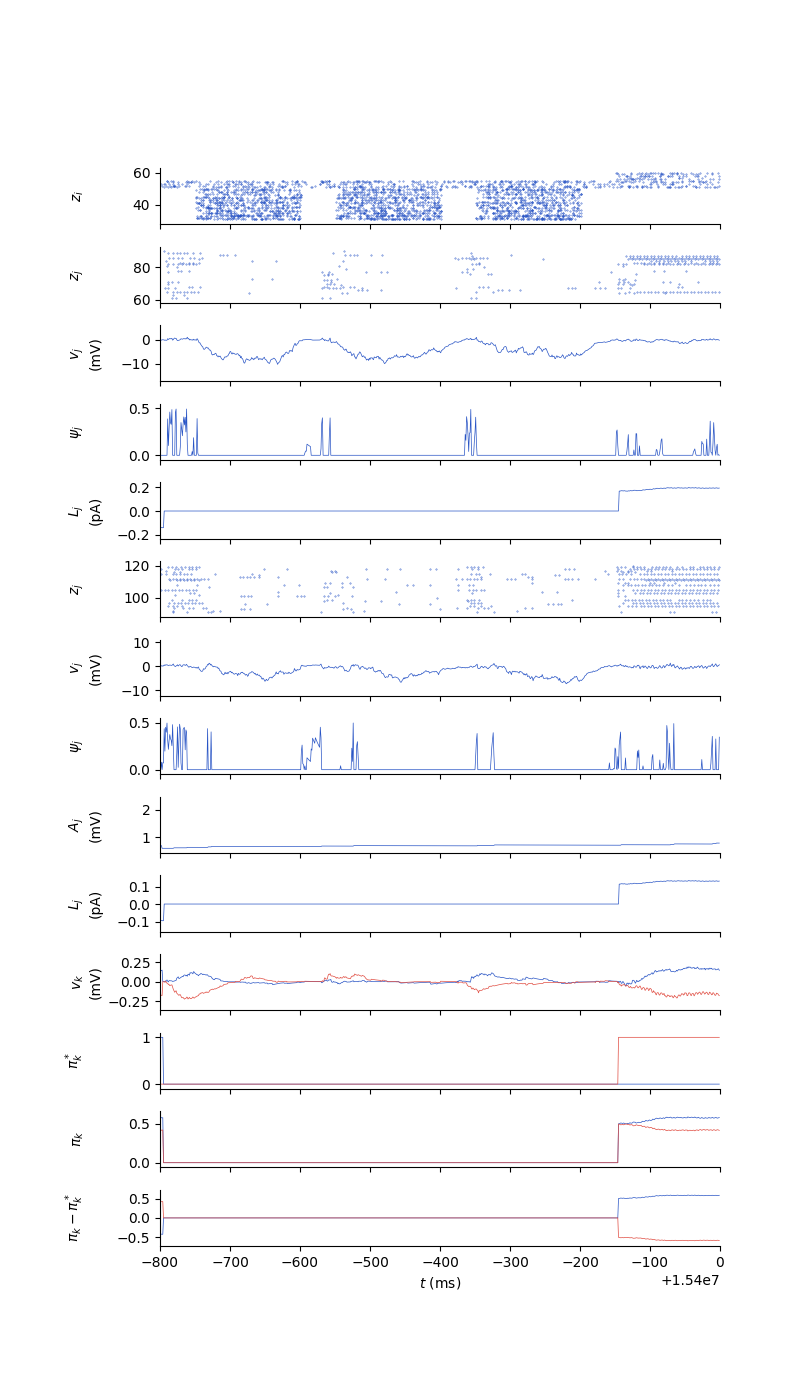 60
40
z_i
80
60
z_j
0
−10
v_j
(mV)
0.5
0.0
ψ_j
0.2
0.0
−0.2
L_j
(pA)
120
100
z_j
10
0
−10
v_j
(mV)
0.5
0.0
ψ_j
2
1
A_j
(mV)
0.1
0.0
−0.1
L_j
(pA)
0.25
0.00
−0.25
v_k
(mV)
1
0
π_k^*
0.5
0.0
π_k
0.5
0.0
−0.5
π_k − π_k^*
−800 −700 −600 −500 −400 −300 −200 −100 0
t (ms)
+1.54e7